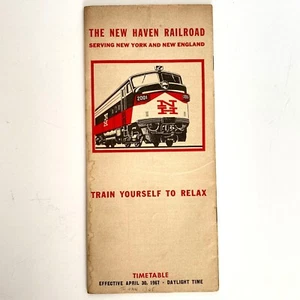 THE NEW HAVEN RAILROAD
SERVING NEW YORK AND NEW ENGLAND
2001
NH
TRAIN YOURSELF TO RELAX
TIMETABLE
EFFECTIVE APRIL 30, 1961 - DAYLIGHT TIME